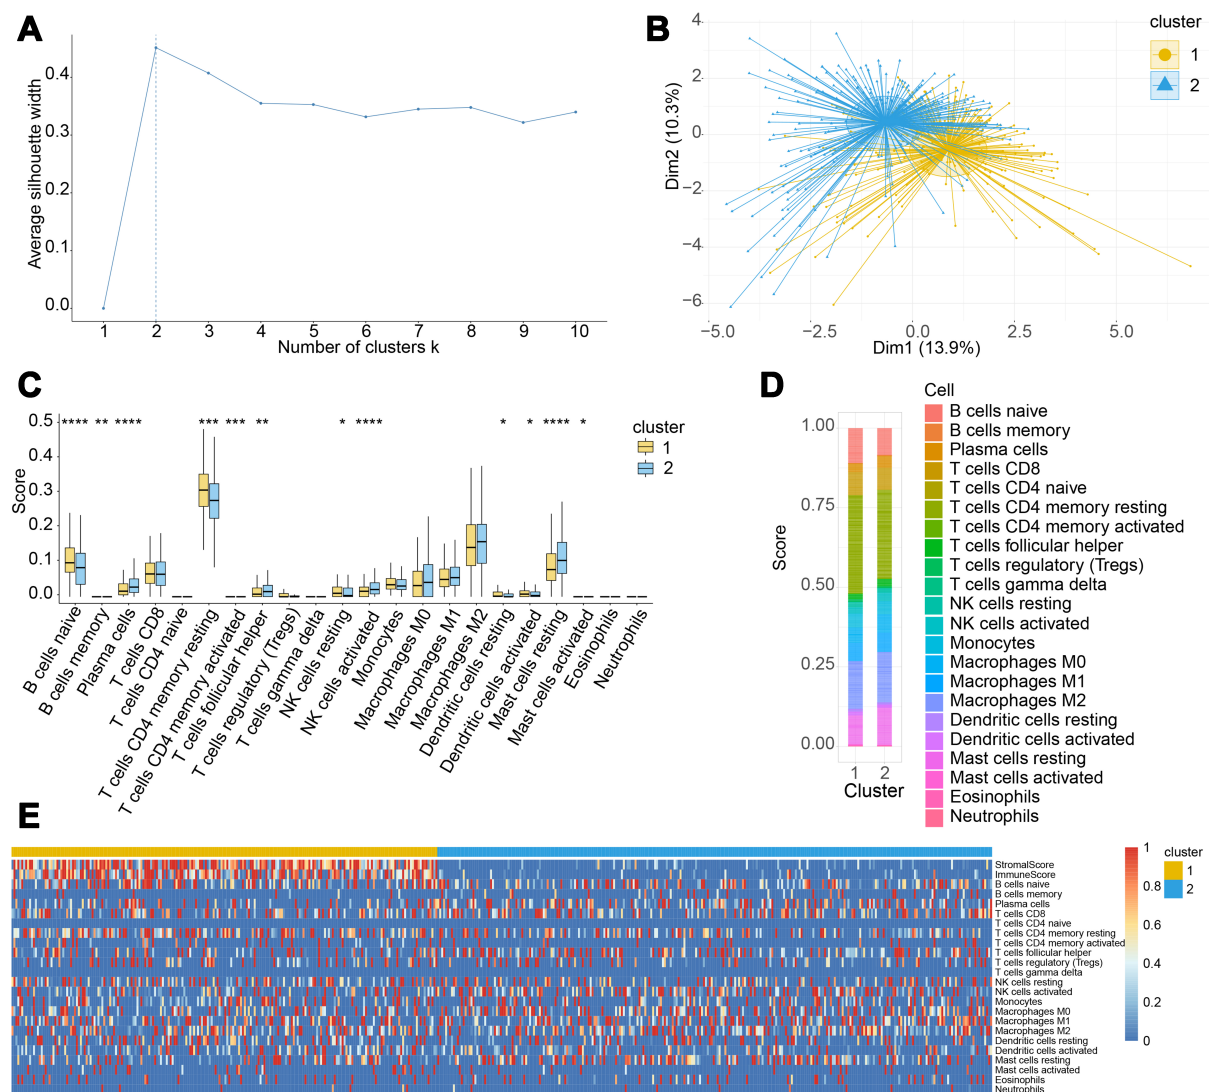 A
Average silhouette width
0.4
0.3
0.2
0.1
0.0
1 2 3 4 5 6 7 8 9 10
Number of clusters k
B
Dim2 (10.3%)
4
2
0
−2
−4
−6
−5.0 −2.5 0.0 2.5 5.0
Dim1 (13.9%)
cluster
1
2
C
Score
0.5
0.4
0.3
0.2
0.1
0.0
**** ** **** *** *** ** * **** * * **** *
cluster
1
2
B cells naive
B cells memory
Plasma cells
T cells CD8
T cells CD4 naive
T cells CD4 memory resting
T cells CD4 memory activated
T cells follicular helper
T cells regulatory (Tregs)
T cells gamma delta
NK cells resting
NK cells activated
Monocytes
Macrophages M0
Macrophages M1
Macrophages M2
Dendritic cells resting
Dendritic cells activated
Mast cells resting
Mast cells activated
Eosinophils
Neutrophils
D
Score
1.00
0.75
0.50
0.25
0.00
1 2
Cluster
Cell
B cells naive
B cells memory
Plasma cells
T cells CD8
T cells CD4 naive
T cells CD4 memory resting
T cells CD4 memory activated
T cells follicular helper
T cells regulatory (Tregs)
T cells gamma delta
NK cells resting
NK cells activated
Monocytes
Macrophages M0
Macrophages M1
Macrophages M2
Dendritic cells resting
Dendritic cells activated
Mast cells resting
Mast cells activated
Eosinophils
Neutrophils
E
StromalScore
ImmuneScore
B cells naive
B cells memory
Plasma cells
T cells CD8
T cells CD4 naive
T cells CD4 memory resting
T cells CD4 memory activated
T cells follicular helper
T cells regulatory (Tregs)
T cells gamma delta
NK cells resting
NK cells activated
Monocytes
Macrophages M0
Macrophages M1
Macrophages M2
Dendritic cells resting
Dendritic cells activated
Mast cells resting
Mast cells activated
Eosinophils
Neutrophils
1
0.8
0.6
0.4
0.2
0
cluster
1
2